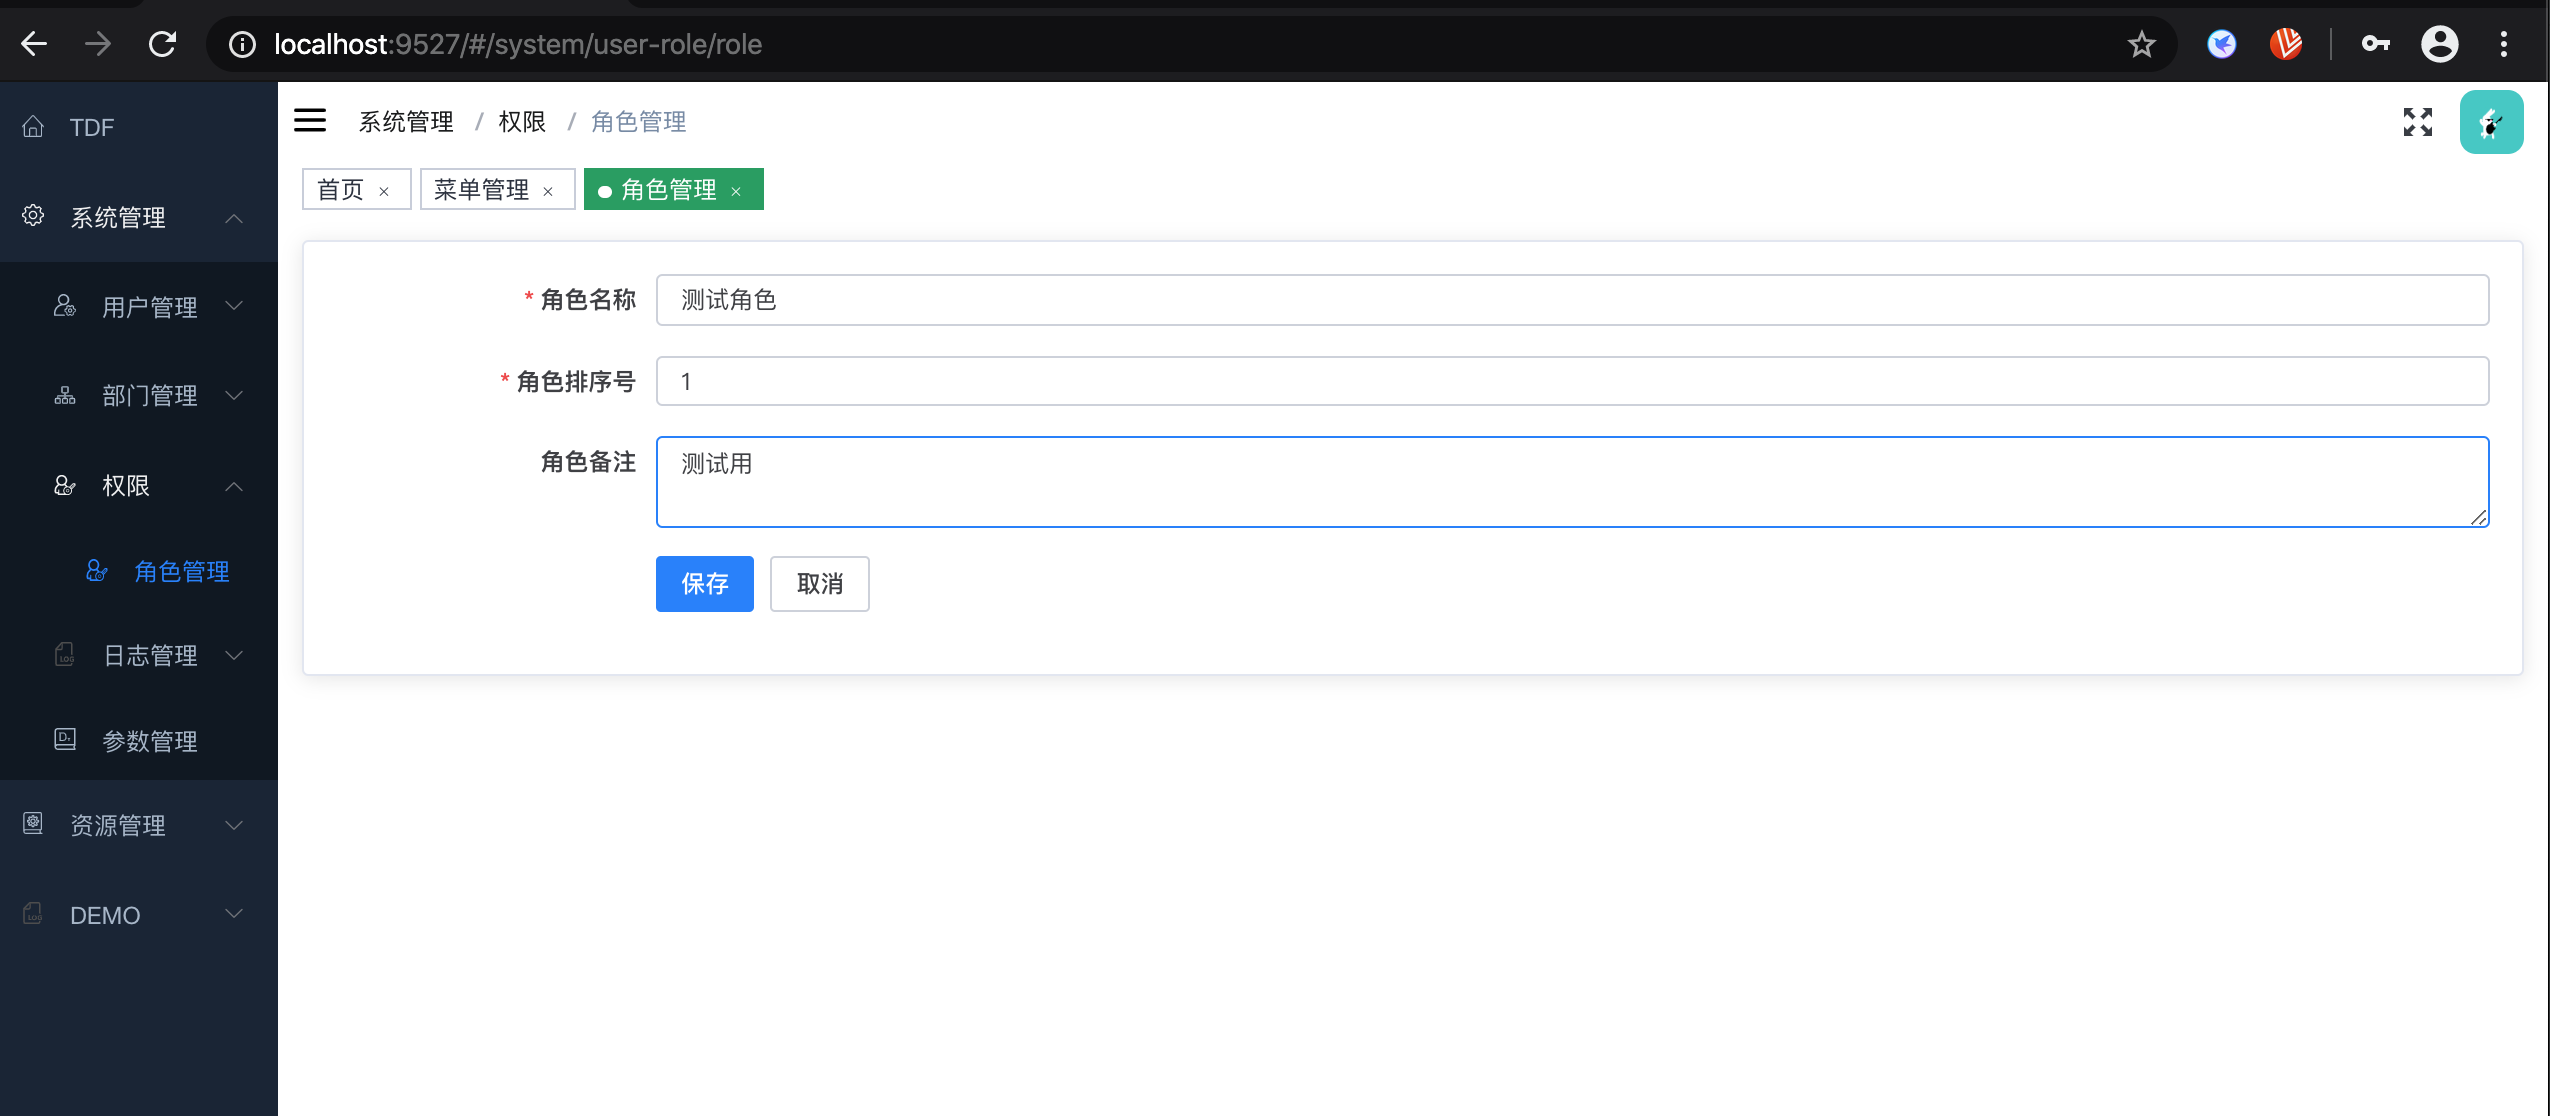 localhost:9527/#/system/user-role/role
TDF
系统管理
用户管理
部门管理
权限
角色管理
日志管理
参数管理
资源管理
DEMO
系统管理 / 权限 / 角色管理
首页 × 菜单管理 × 角色管理 ×
* 角色名称 测试角色
* 角色排序号 1
角色备注 测试用
保存 取消